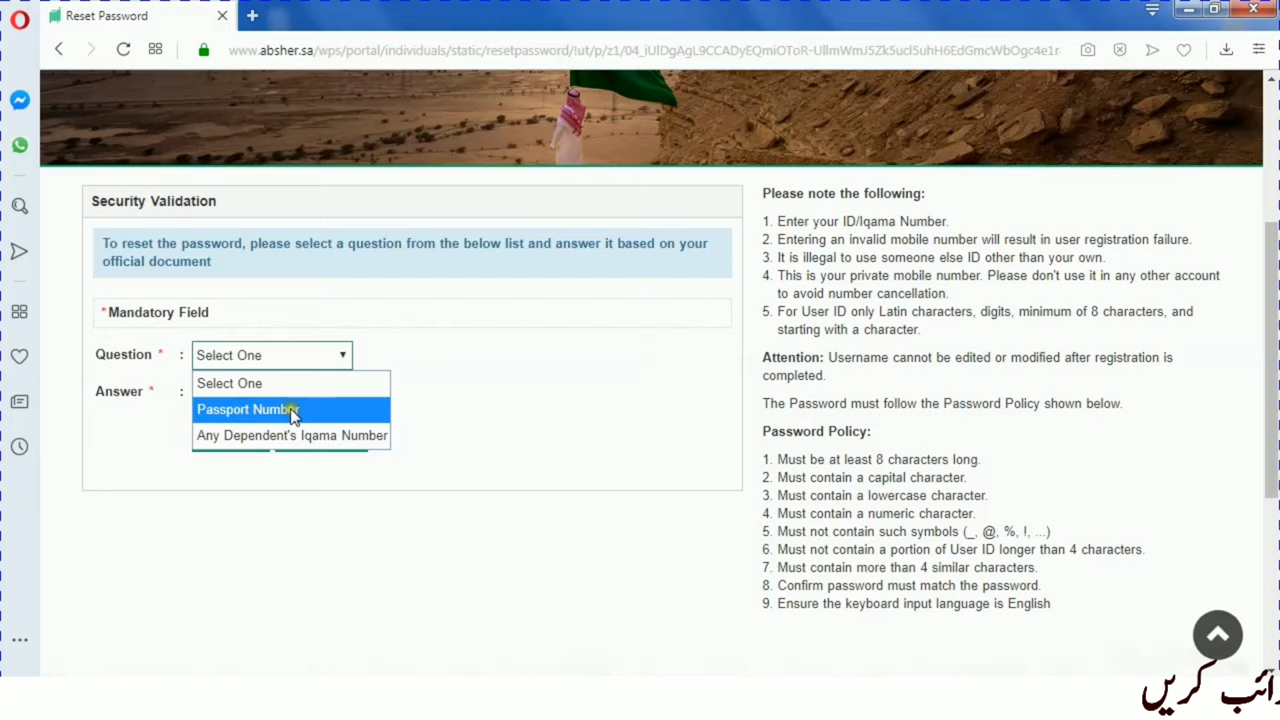 Reset Password
www.absher.sa/wps/portal/individuals/static/resetpassword/!ut/p/z1/
Security Validation
To reset the password, please select a question from the below list and answer it based on your
official document
*Mandatory Field
Question * : Select One
Select One
Answer * :
Passport Number
Any Dependent's Iqama Number
Please note the following:
1. Enter your ID/Iqama Number.
2. Entering an invalid mobile number will result in user registration failure.
3. It is illegal to use someone else ID other than your own.
4. This is your private mobile number. Please don't use it in any other account
to avoid number cancellation.
5. For User ID only Latin characters, digits, minimum of 8 characters, and
starting with a character.
Attention: Username cannot be edited or modified after registration is
completed.
The Password must follow the Password Policy shown below.
Password Policy:
1. Must be at least 8 characters long.
2. Must contain a capital character.
3. Must contain a lowercase character.
4. Must contain a numeric character.
5. Must not contain such symbols (_, @, %, !, ...)
6. Must not contain a portion of User ID longer than 4 characters.
7. Must contain more than 4 similar characters.
8. Confirm password must match the password.
9. Ensure the keyboard input language is English
کریں